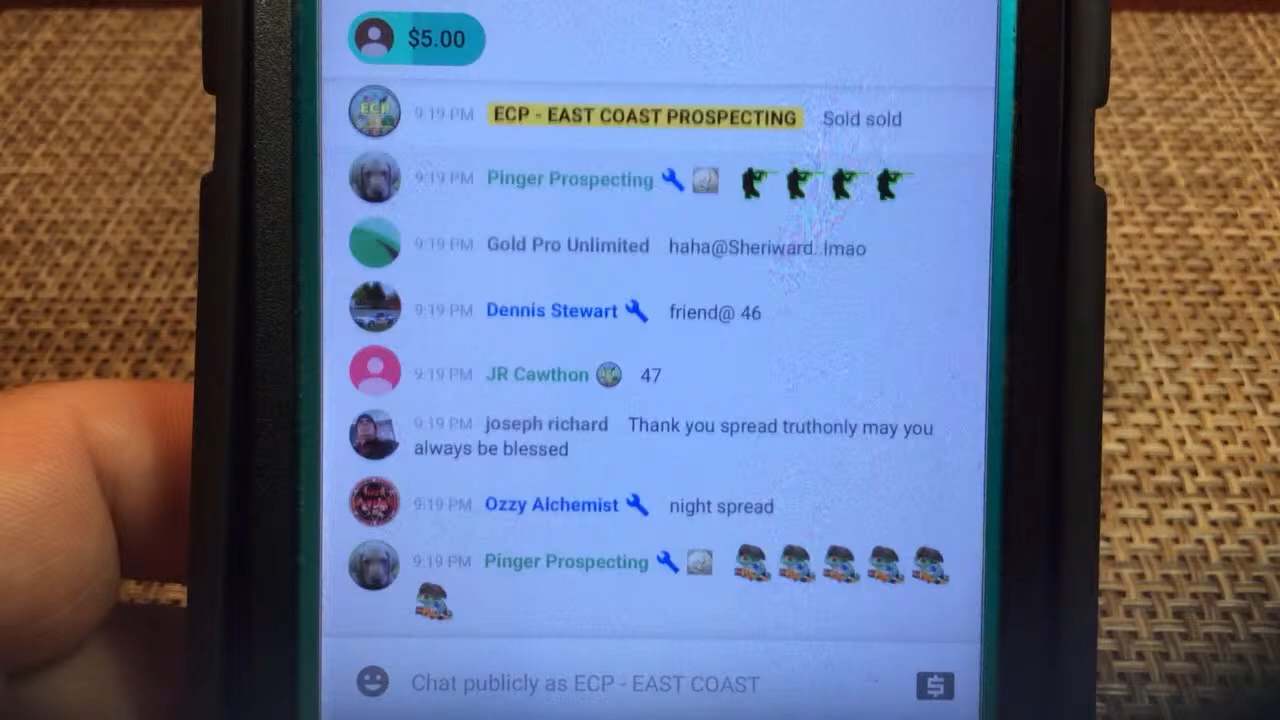 $5.00
ECP
9:19 PM ECP - EAST COAST PROSPECTING Sold sold
9:19 PM Pinger Prospecting
9:19 PM Gold Pro Unlimited haha@Sheriward..lmao
9:19 PM Dennis Stewart friend@ 46
9:19 PM JR Cawthon 47
9:19 PM joseph richard Thank you spread truthonly may you
always be blessed
9:19 PM Ozzy Alchemist night spread
9:19 PM Pinger Prospecting
Chat publicly as ECP - EAST COAST
$